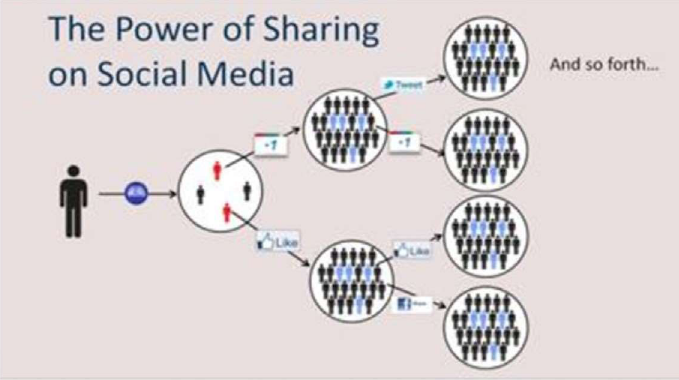 The Power of Sharing
on Social Media
And so forth...
Tweet
+1
+1
Like
Like